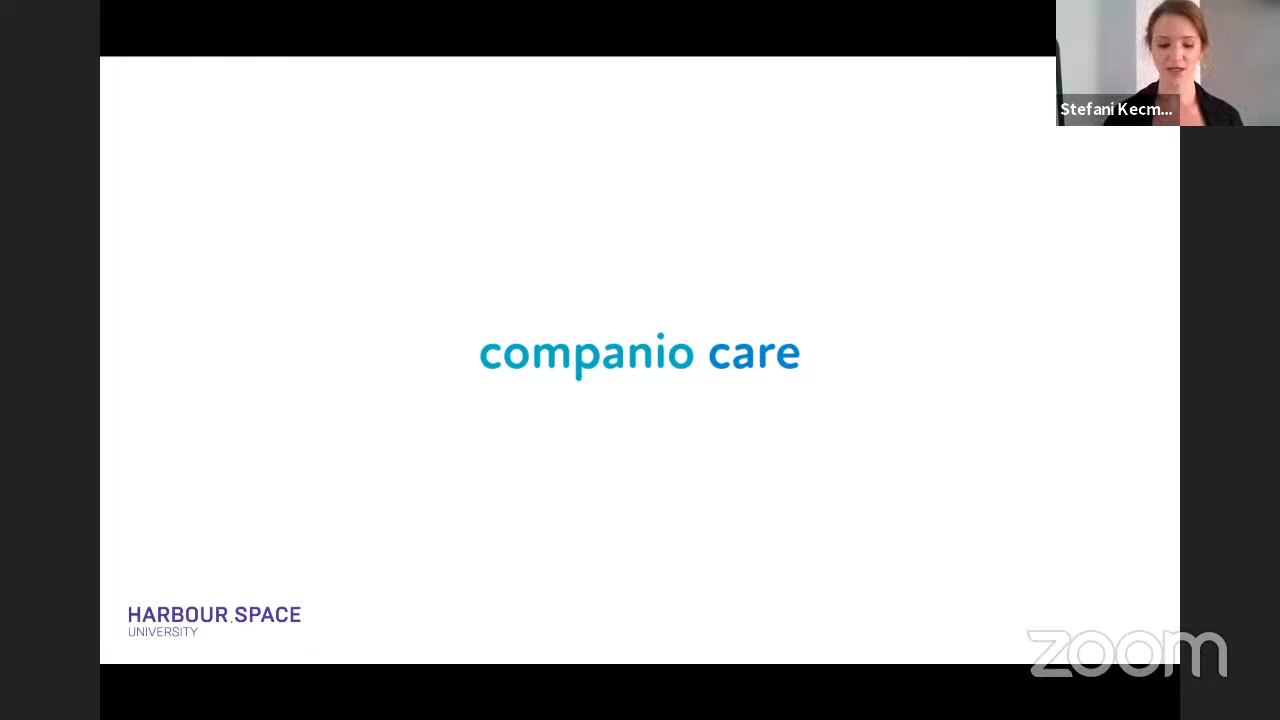 Stefani Kecm...
companio care
HARBOUR.SPACE
UNIVERSITY
zoom